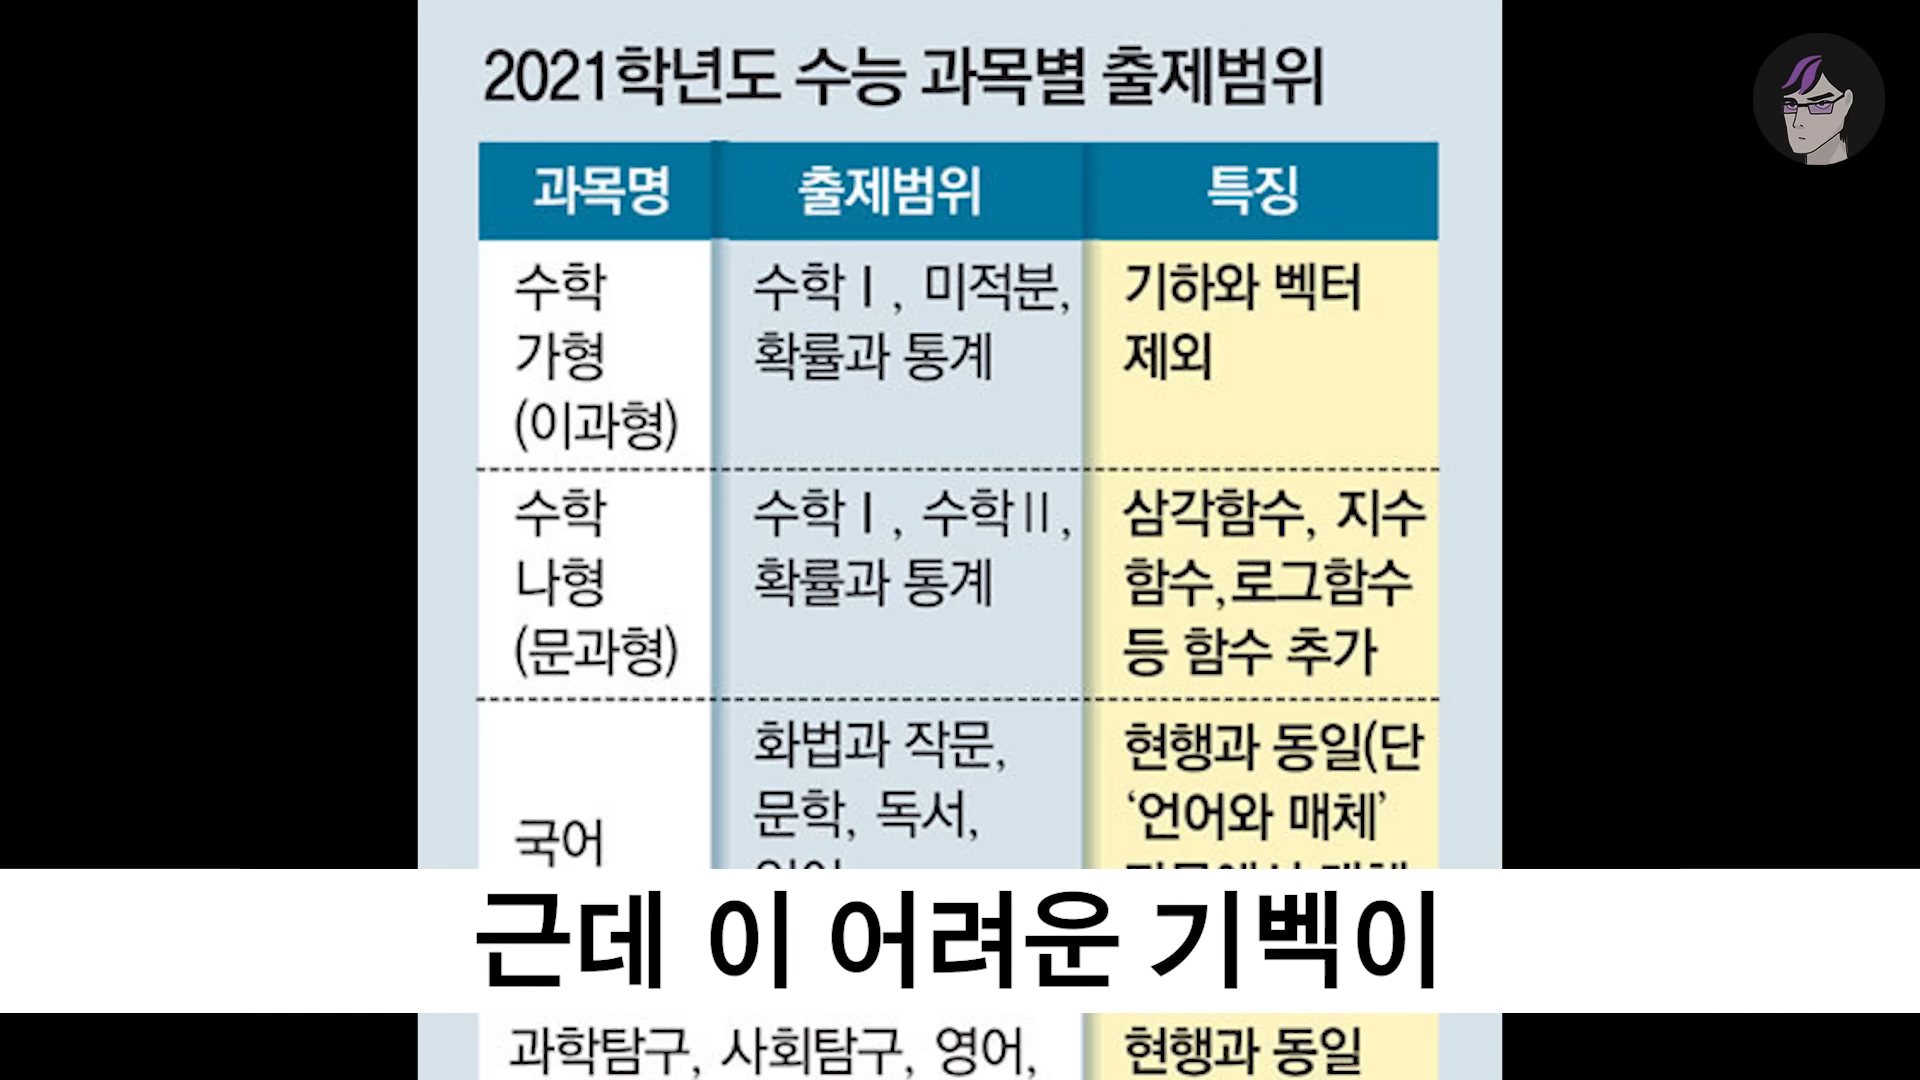 2021학년도 수능 과목별 출제범위
과목명 출제범위 특징
수학 수학Ⅰ, 미적분, 기하와 벡터
가형 확률과 통계 제외
(이과형)
수학 수학Ⅰ, 수학Ⅱ, 삼각함수, 지수
나형 확률과 통계 함수,로그함수
(문과형) 등 함수 추가
화법과 작문, 현행과 동일(단
문학, 독서, ‘언어와 매체’
국어
근데 이 어려운 기벡이
과학탐구, 사회탐구, 영어, 현행과 동일